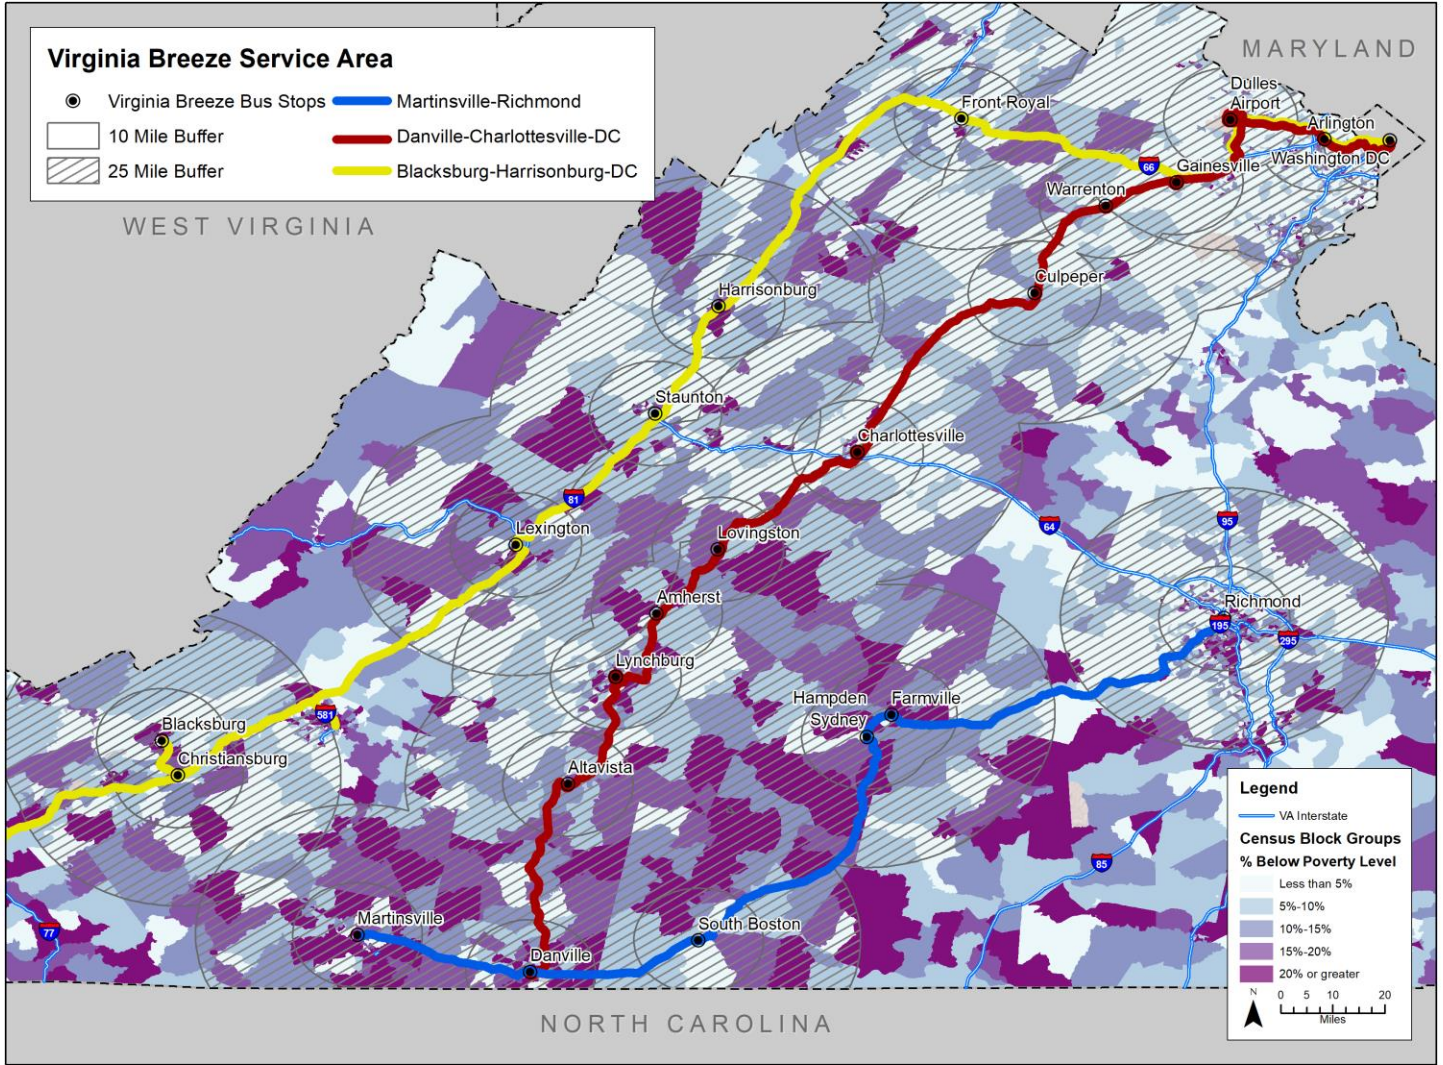 Virginia Breeze Service Area
Virginia Breeze Bus Stops
Martinsville-Richmond
10 Mile Buffer
Danville-Charlottesville-DC
25 Mile Buffer
Blacksburg-Harrisonburg-DC
MARYLAND
WEST VIRGINIA
Dulles
Airport
Front Royal
Arlington
Washington DC
66
Gainesville
Warrenton
Culpeper
Harrisonburg
Staunton
Charlottesville
81
Lexington
64
95
Lovingston
Amherst
Richmond
195
295
Lynchburg
Hampden
Sydney
Farmville
581
Blacksburg
Christiansburg
Altavista
85
Martinsville
South Boston
77
Danville
NORTH CAROLINA
Legend
VA Interstate
Census Block Groups
% Below Poverty Level
Less than 5%
5%-10%
10%-15%
15%-20%
20% or greater
N
0 5 10 20
Miles